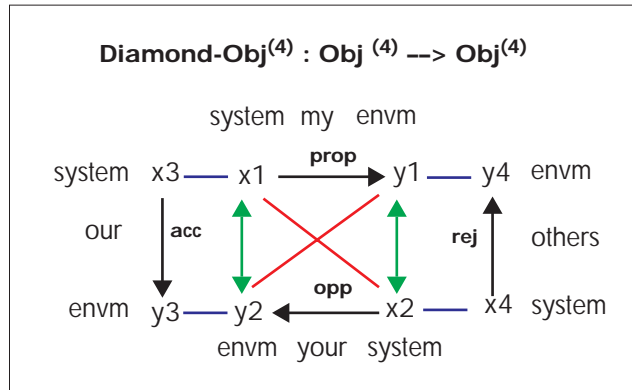 Diamond-Obj(4) : Obj (4) —-> Obj(4)
system my envm
prop
system x3 x1 y1 y4 envm
our acc rej others
opp
envm y3 y2 x2 x4 system
envm your system